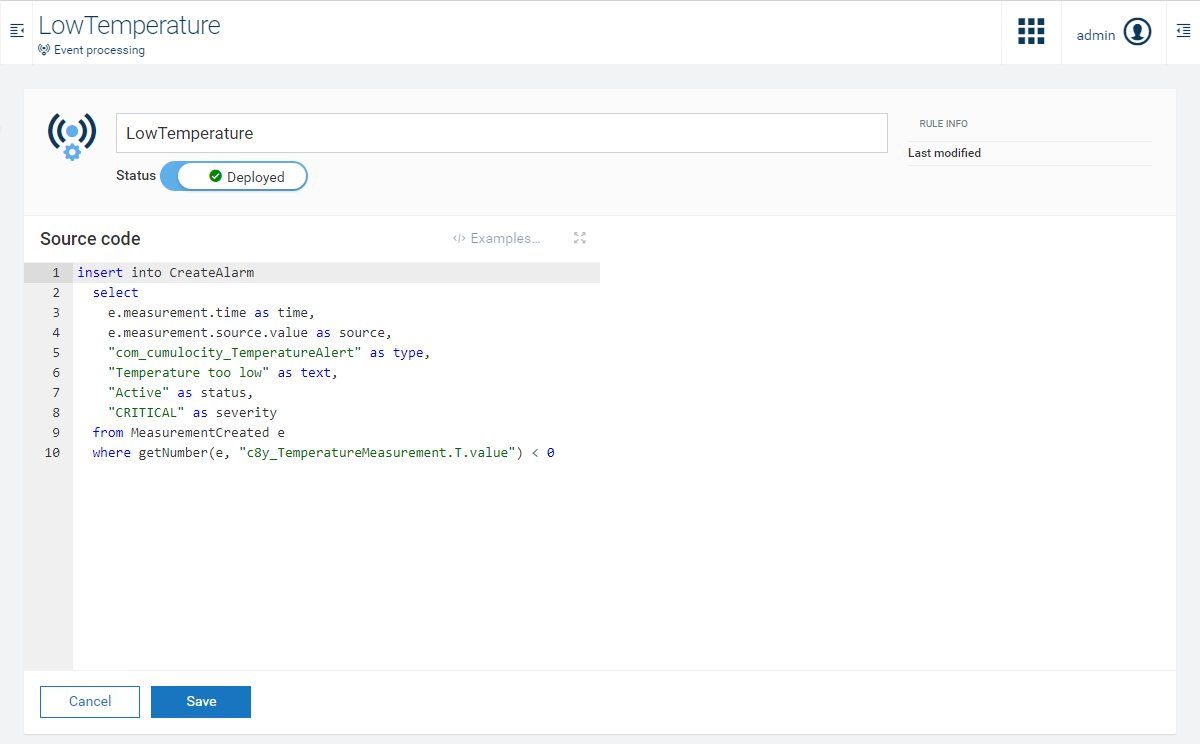 LowTemperature
Event processing
admin
LowTemperature
Status
Deployed
RULE INFO
Last modified
Source code
</> Examples...
1 insert into CreateAlarm
2   select
3     e.measurement.time as time,
4     e.measurement.source.value as source,
5     "com_cumulocity_TemperatureAlert" as type,
6     "Temperature too low" as text,
7     "Active" as status,
8     "CRITICAL" as severity
9   from MeasurementCreated e
10   where getNumber(e, "c8y_TemperatureMeasurement.T.value") < 0
Cancel
Save